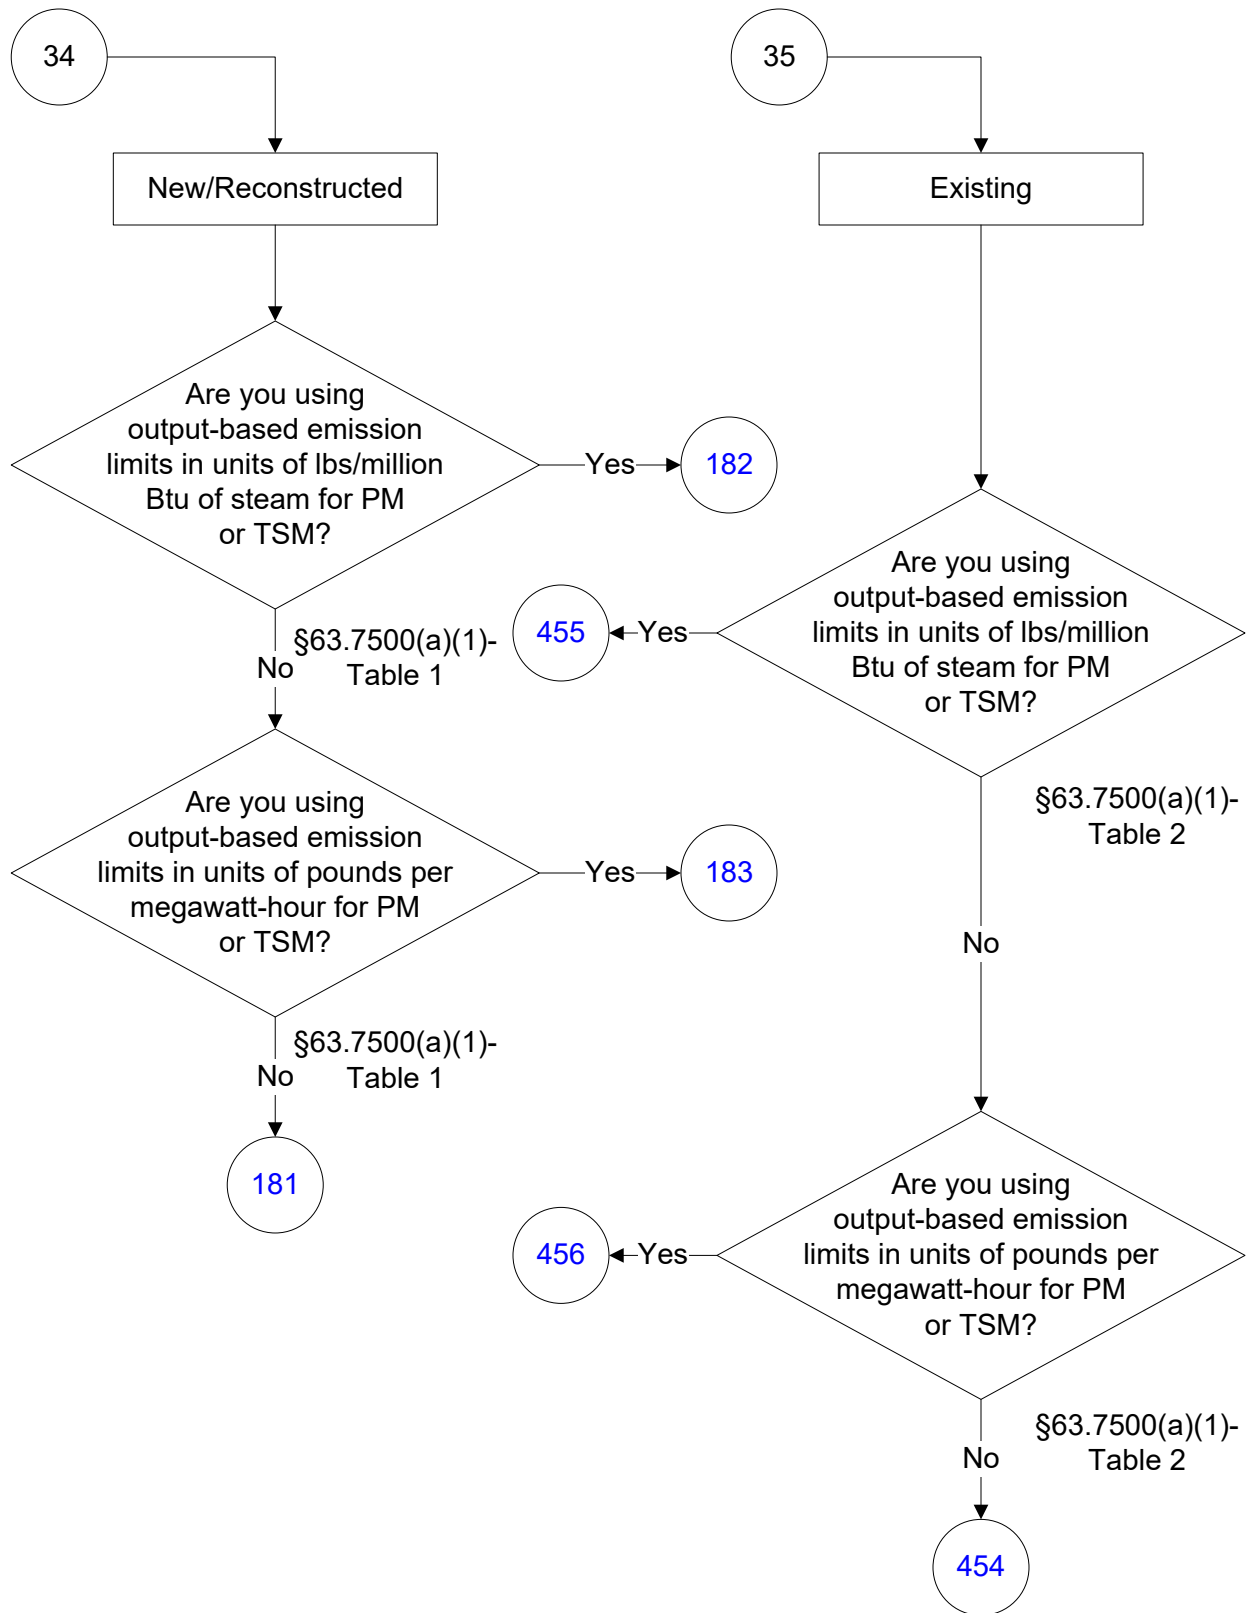 34
35
New/Reconstructed
Existing
Are you using
output-based emission
limits in units of lbs/million
Btu of steam for PM
or TSM?
Yes
182
Are you using
output-based emission
limits in units of lbs/million
Btu of steam for PM
or TSM?
Yes
455
§63.7500(a)(1)-
Table 1
No
§63.7500(a)(1)-
Table 2
No
Are you using
output-based emission
limits in units of pounds per
megawatt-hour for PM
or TSM?
Yes
183
§63.7500(a)(1)-
Table 1
No
181
Are you using
output-based emission
limits in units of pounds per
megawatt-hour for PM
or TSM?
Yes
456
§63.7500(a)(1)-
Table 2
No
454